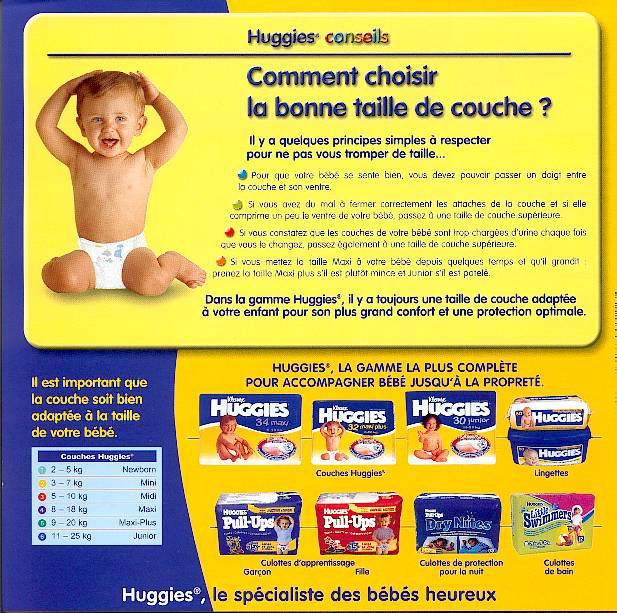 Huggies® conseils
Comment choisir
la bonne taille de couche ?
Il y a quelques principes simples à respecter
pour ne pas vous tromper de taille...
Pour que votre bébé se sente bien, vous devez pouvoir passer un doigt entre
la couche et son ventre.
Si vous avez du mal à fermer correctement les attaches de la couche et si elle
comprime un peu le ventre de votre bébé, passez à une taille de couche supérieure.
Si vous constatez que les couches de votre bébé sont trop chargées d'urine chaque fois
que vous le changez, passez également à une taille de couche supérieure.
Si vous mettez la taille Maxi à votre bébé depuis quelques temps et qu'il grandit :
prenez la taille Maxi plus s'il est plutôt mince et Junior s'il est potelé.
Dans la gamme Huggies®, il y a toujours une taille de couche adaptée
à votre enfant pour son plus grand confort et une protection optimale.
Il est important que
la couche soit bien
adaptée à la taille
de votre bébé.
Couches Huggies®
1 2 – 5 kg Newborn
2 3 – 7 kg Mini
3 5 – 10 kg Midi
4 8 – 18 kg Maxi
5 9 – 20 kg Maxi-Plus
6 11 – 25 kg Junior
HUGGIES®, LA GAMME LA PLUS COMPLÈTE
POUR ACCOMPAGNER BÉBÉ JUSQU'À LA PROPRETÉ.
HUGGIES
34 maxi
HUGGIES
32 maxi plus
HUGGIES
30 junior
HUGGIES
HUGGIES
Couches Huggies®
Lingettes
HUGGIES
Pull-Ups
HUGGIES
Pull-Ups
Dry Nites
HUGGIES
Little
Swimmers
Culottes d'apprentissage
Garçon Fille
Culottes de protection
pour la nuit
Culottes
de bain
Huggies®, le spécialiste des bébés heureux